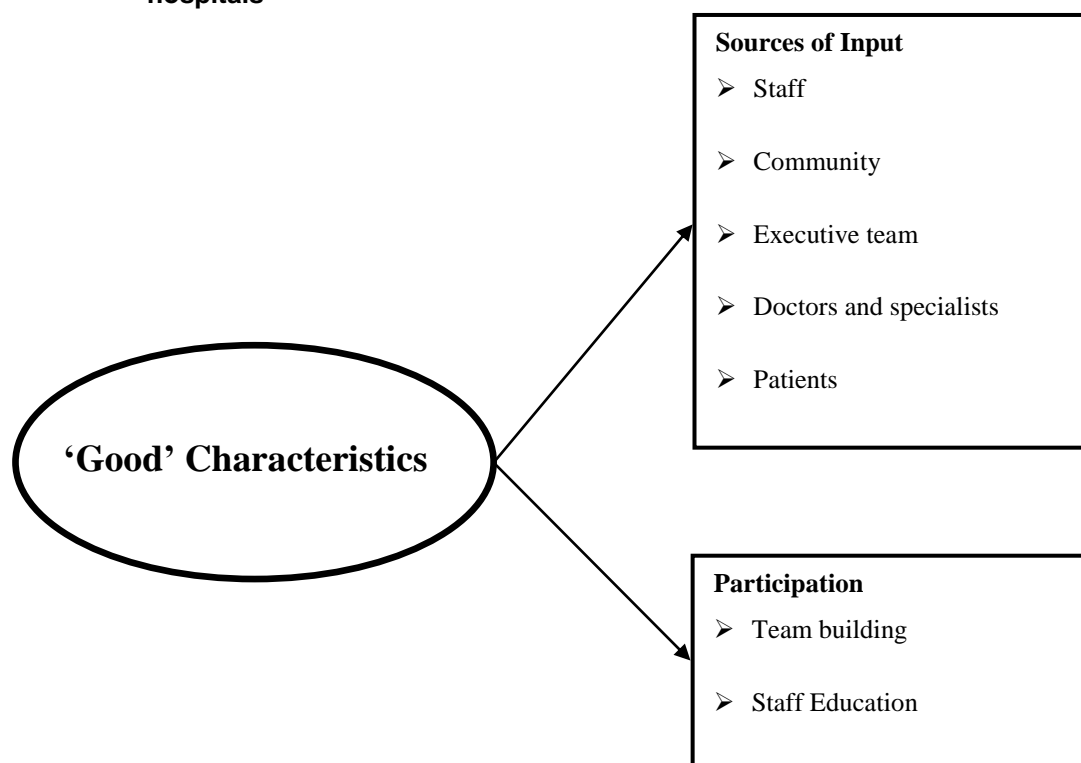 hospitals
Sources of Input
➢ Staff
➢ Community
➢ Executive team
➢ Doctors and specialists
➢ Patients
‘Good’ Characteristics
Participation
➢ Team building
➢ Staff Education